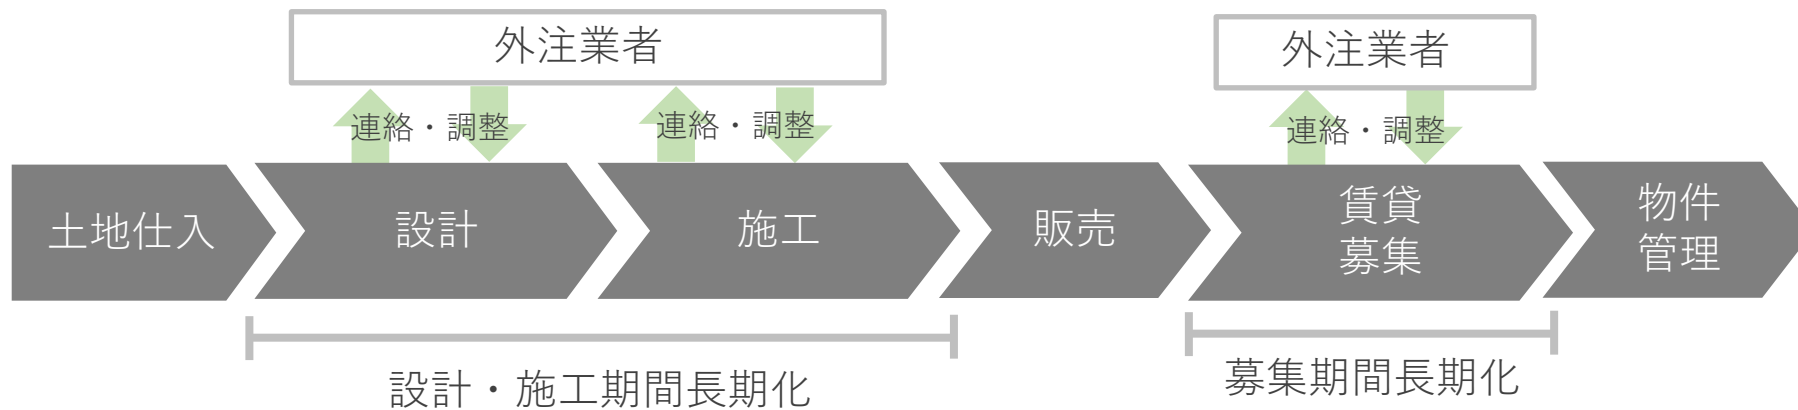 外注業者
外注業者
連絡・調整
連絡・調整
連絡・調整
土地仕入
設計
施工
販売
賃貸
募集
物件
管理
設計・施工期間長期化
募集期間長期化